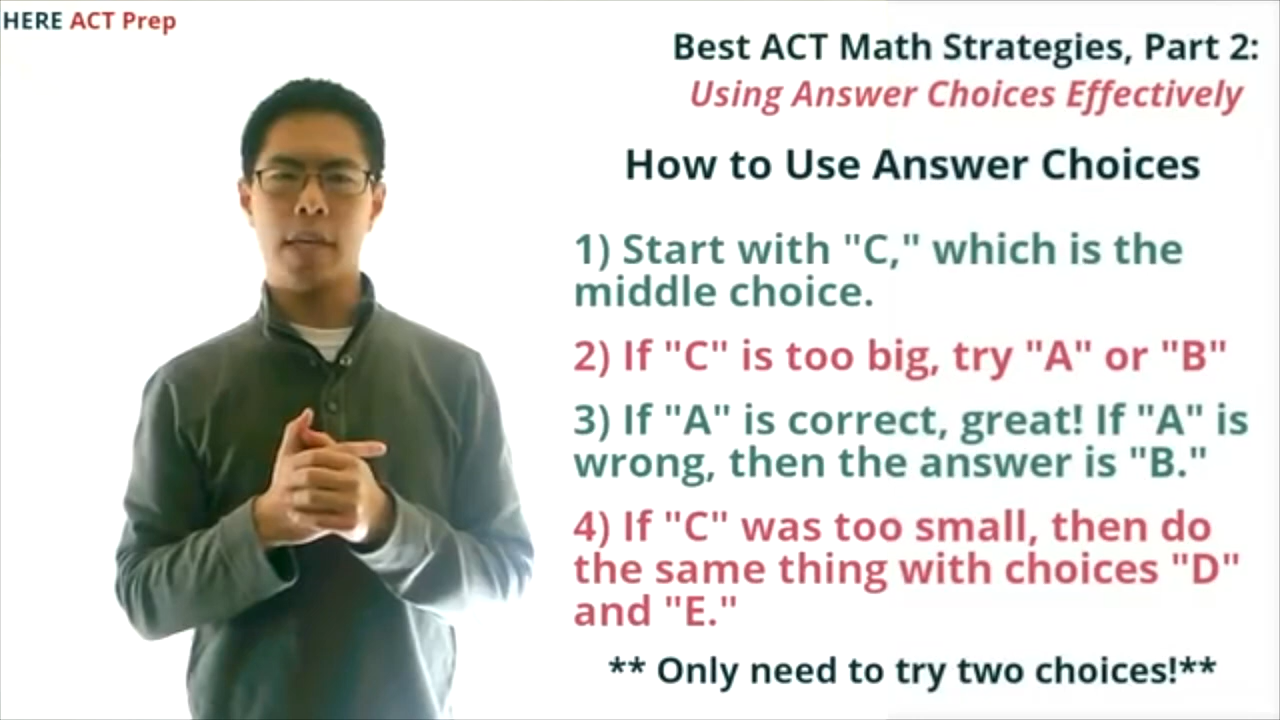 HERE ACT Prep
Best ACT Math Strategies, Part 2:
Using Answer Choices Effectively
How to Use Answer Choices
1) Start with "C," which is the
middle choice.
2) If "C" is too big, try "A" or "B"
3) If "A" is correct, great! If "A" is
wrong, then the answer is "B."
4) If "C" was too small, then do
the same thing with choices "D"
and "E."
** Only need to try two choices!**